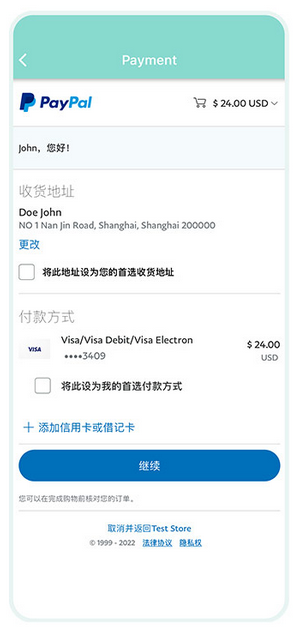 Payment
PayPal $ 24.00 USD
John，您好！
收货地址
Doe John
NO 1 Nan Jin Road, Shanghai, Shanghai 200000
更改
将此地址设为您的首选收货地址
付款方式
VISA Visa/Visa Debit/Visa Electron $ 24.00
••••3409 USD
将此设为我的首选付款方式
+ 添加信用卡或借记卡
继续
您可以在完成购物前核对您的订单。
取消并返回Test Store
© 1999 - 2022 法律协议 隐私权